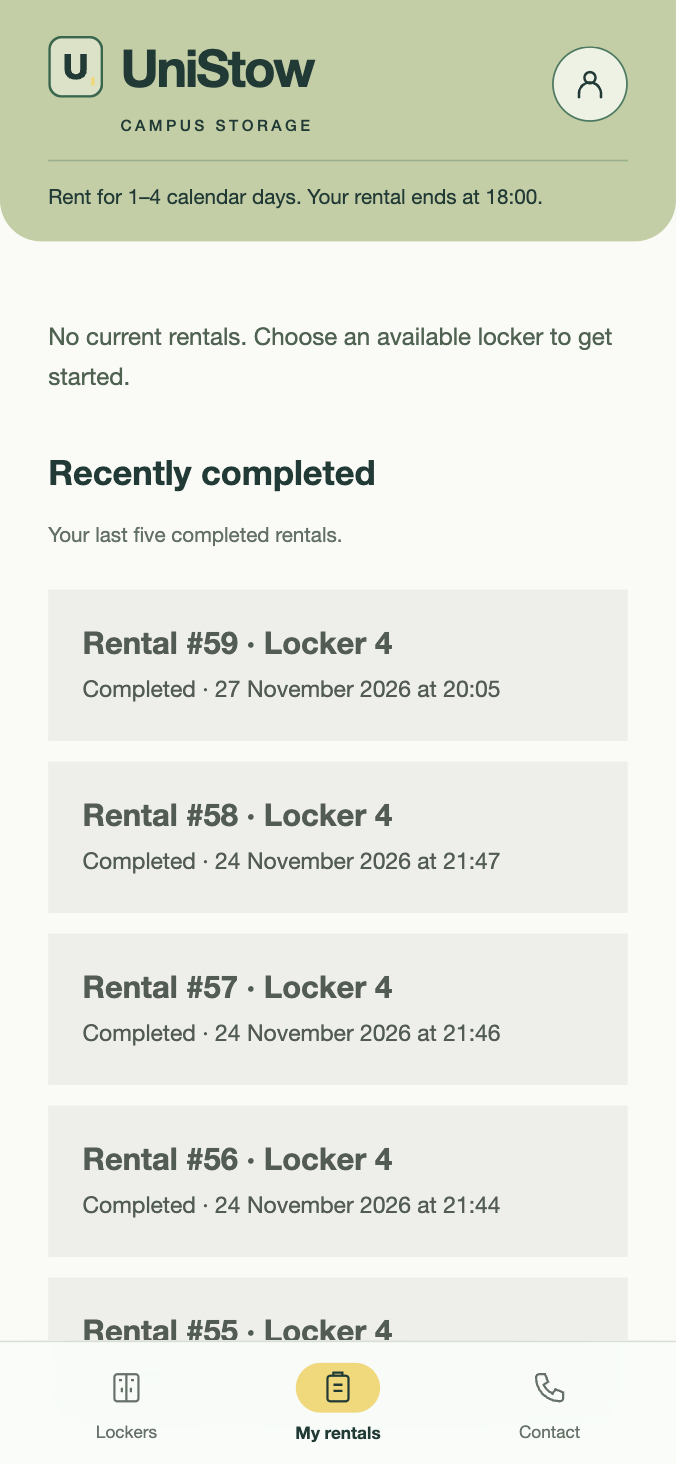 U
UniStow
CAMPUS STORAGE
Rent for 1–4 calendar days. Your rental ends at 18:00.
No current rentals. Choose an available locker to get
started.
Recently completed
Your last five completed rentals.
Rental #59 · Locker 4
Completed · 27 November 2026 at 20:05
Rental #58 · Locker 4
Completed · 24 November 2026 at 21:47
Rental #57 · Locker 4
Completed · 24 November 2026 at 21:46
Rental #56 · Locker 4
Completed · 24 November 2026 at 21:44
Rental #55 · Locker 4
Lockers
My rentals
Contact